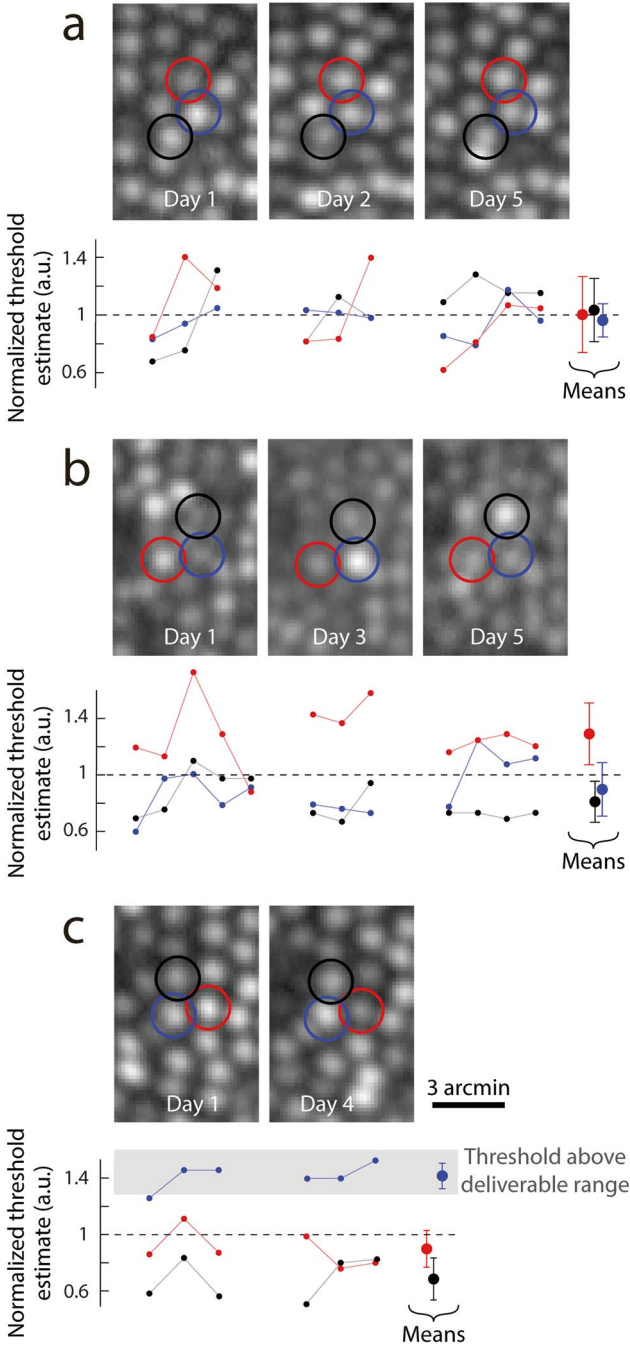 a
Day 1
Day 2
Day 5
Normalized threshold
estimate (a.u.)
1.4
1
0.6
Means
b
Day 1
Day 3
Day 5
Normalized threshold
estimate (a.u.)
1.4
1
0.6
Means
c
Day 1
Day 4
3 arcmin
Normalized threshold
estimate (a.u.)
1.4
1
0.6
Threshold above
deliverable range
Means